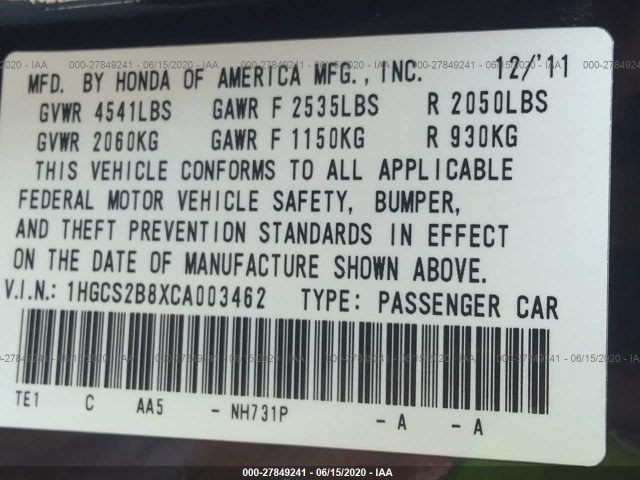 000-27849241 - 06/15/2020 - IAA
MFD. BY HONDA OF AMERICA MFG., INC. 12/'11
GVWR 4541LBS GAWR F 2535LBS R 2050LBS
GVWR 2060KG GAWR F 1150KG R 930KG
THIS VEHICLE CONFORMS TO ALL APPLICABLE
FEDERAL MOTOR VEHICLE SAFETY, BUMPER,
AND THEFT PREVENTION STANDARDS IN EFFECT
ON THE DATE OF MANUFACTURE SHOWN ABOVE.
V.I.N.: 1HGCS2B8XCA003462 TYPE: PASSENGER CAR
TE1 C AA5 - NH731P - A - A
000-27849241 - 06/15/2020 - IAA